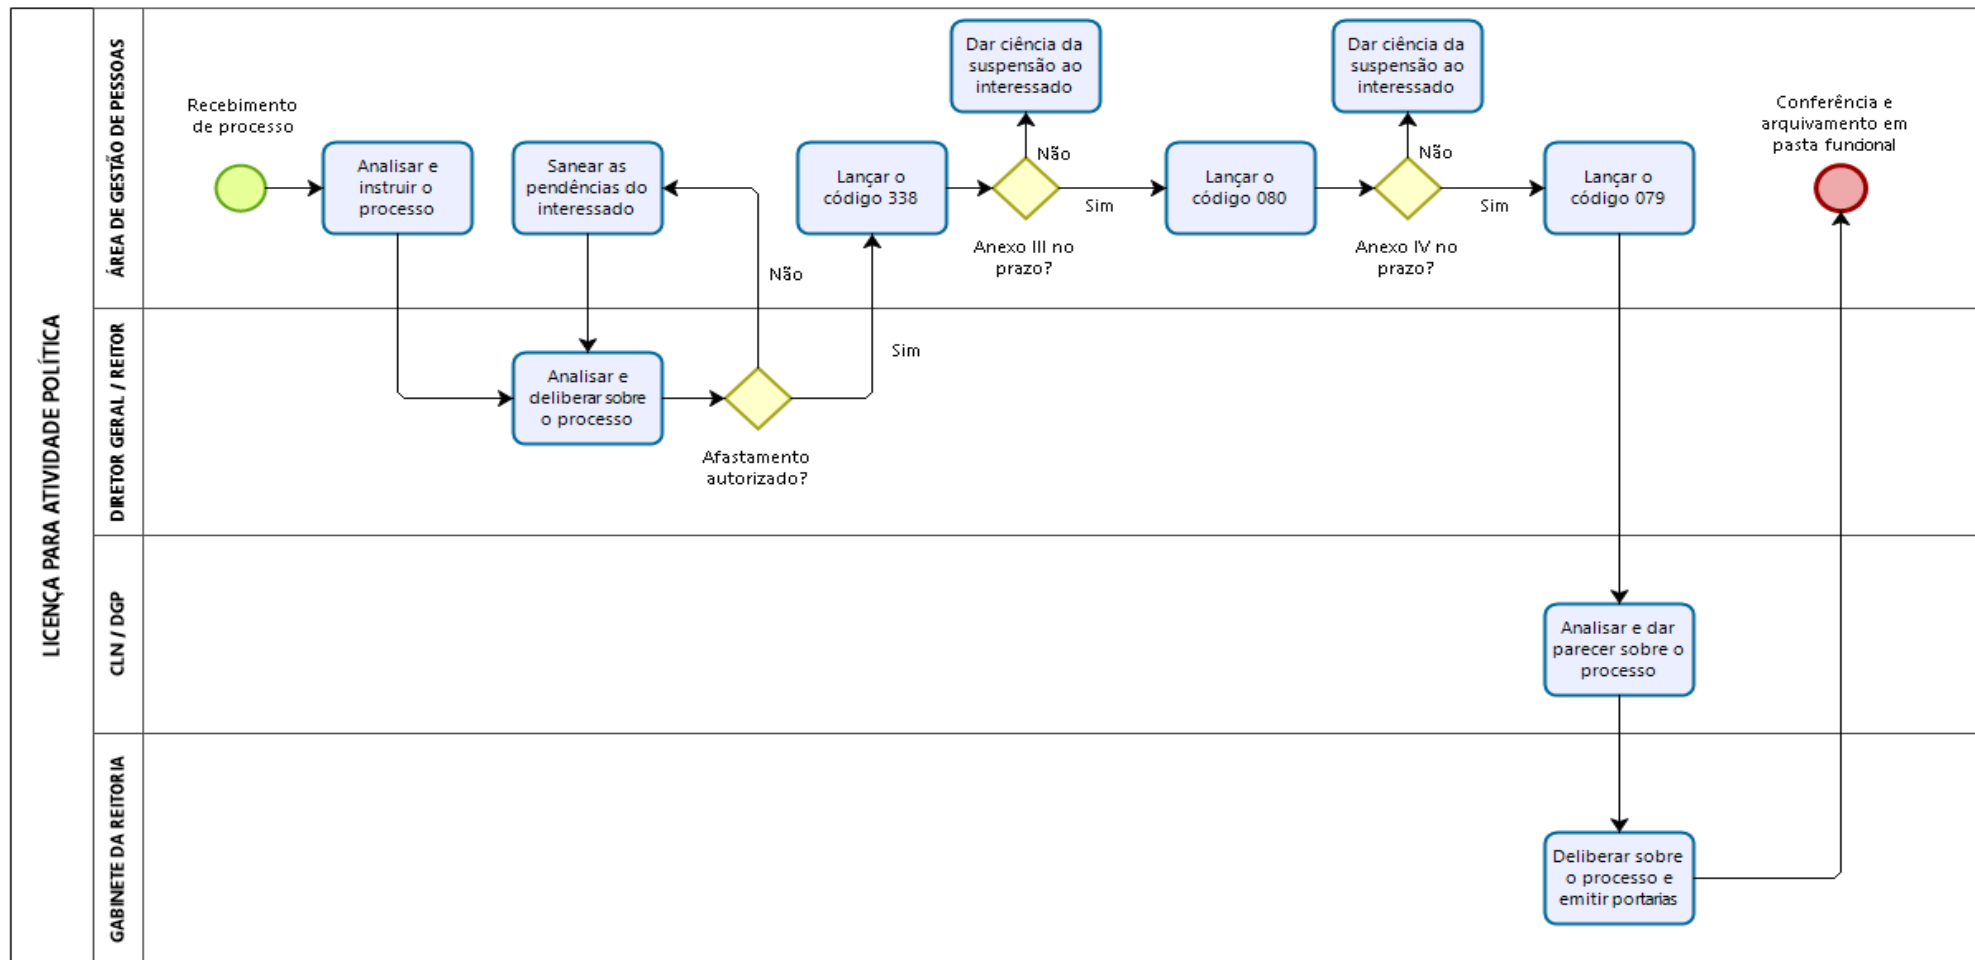 LICENÇA PARA ATIVIDADE POLÍTICA
ÁREA DE GESTÃO DE PESSOAS
Recebimento
de processo
Analisar e
instruir o
processo
Sanear as
pendências do
interessado
Lançar o
código 338
Dar ciência da
suspensão ao
interessado
Não
Sim
Anexo III no
prazo?
Lançar o
código 080
Dar ciência da
suspensão ao
interessado
Não
Sim
Anexo IV no
prazo?
Lançar o
código 079
Conferência e
arquivamento em
pasta funcional
Não
DIRETOR GERAL / REITOR
Analisar e
deliberar sobre
o processo
Sim
Afastamento
autorizado?
CLN / DGP
Analisar e dar
parecer sobre o
processo
GABINETE DA REITORIA
Deliberar sobre
o processo e
emitir portarias